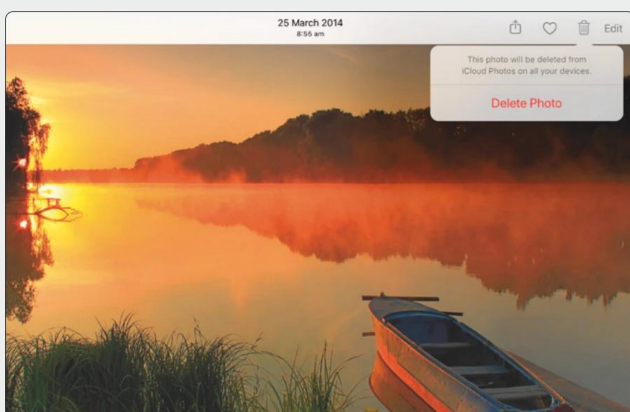 25 March 2014
8:55 am
Edit
This photo will be deleted from
iCloud Photos on all your devices.
Delete Photo